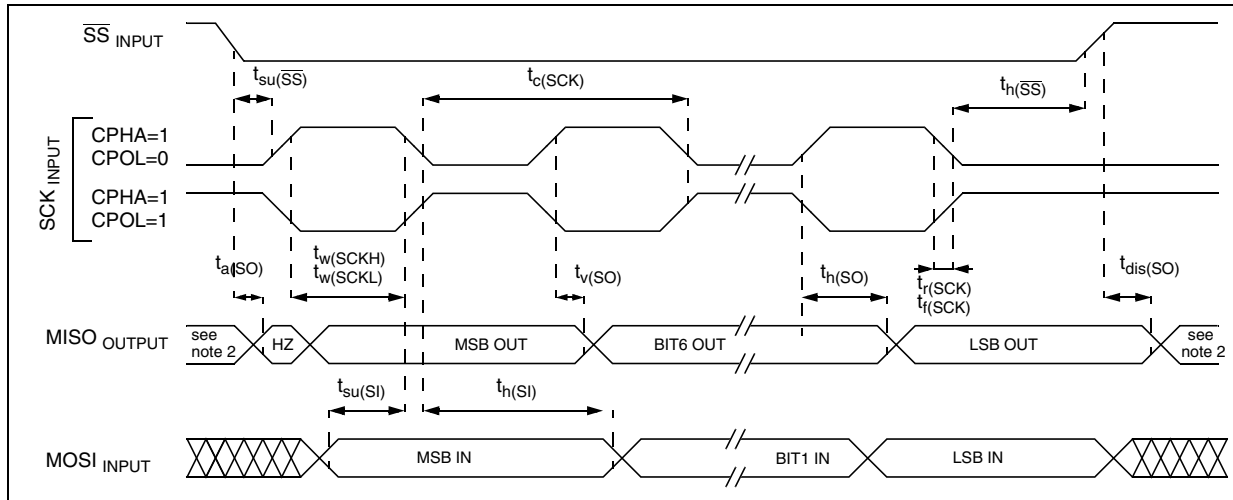 SS INPUT
tsu(SS)
tc(SCK)
th(SS)
SCK INPUT
CPHA=1
CPOL=0
CPHA=1
CPOL=1
ta(SO)
tw(SCKH)
tw(SCKL)
tv(SO)
th(SO)
tr(SCK)
tf(SCK)
tdis(SO)
MISO OUTPUT
see
note 2
HZ
MSB OUT
BIT6 OUT
LSB OUT
see
note 2
tsu(SI)
th(SI)
MOSI INPUT
MSB IN
BIT1 IN
LSB IN